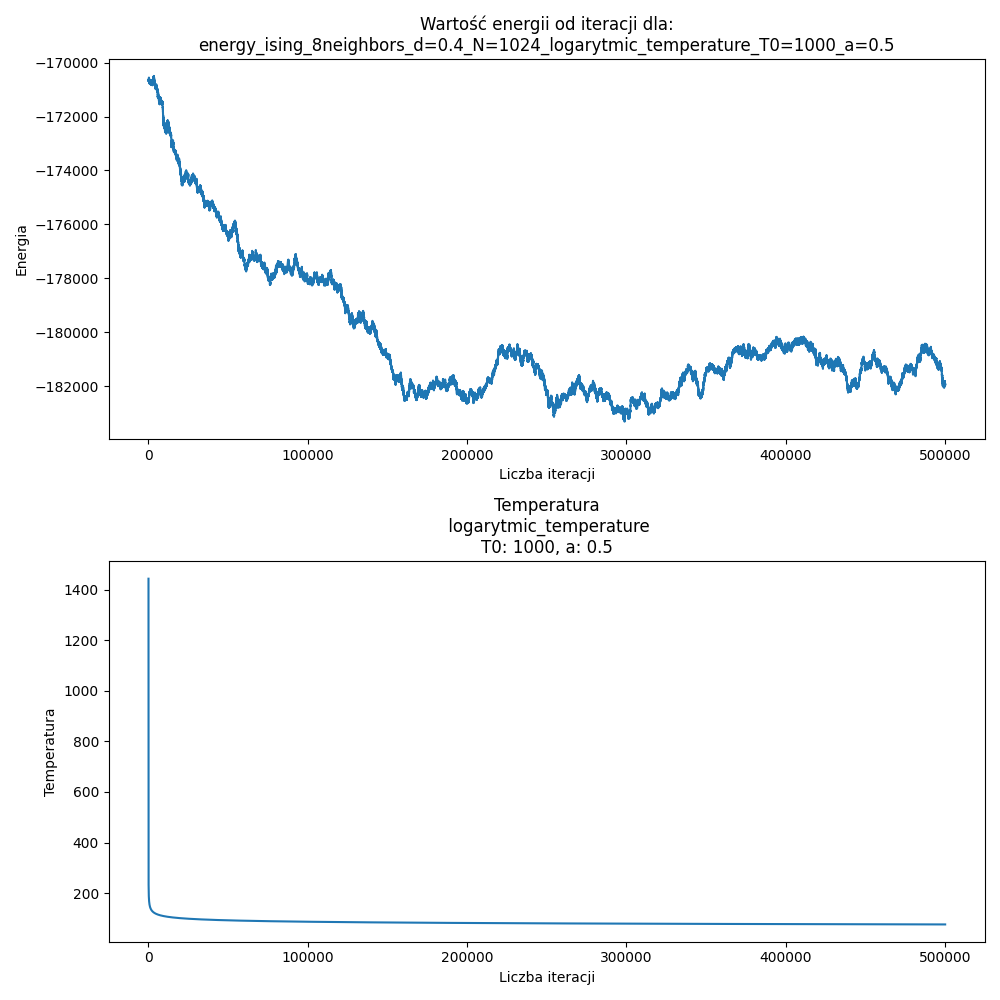 Wartość energii od iteracji dla:
energy_ising_8neighbors_d=0.4_N=1024_logarytmic_temperature_T0=1000_a=0.5
−170000
−172000
−174000
−176000
−178000
−180000
−182000
Energia
0 100000 200000 300000 400000 500000
Liczba iteracji
Temperatura
logarytmic_temperature
T0: 1000, a: 0.5
1400
1200
1000
800
600
400
200
Temperatura
0 100000 200000 300000 400000 500000
Liczba iteracji